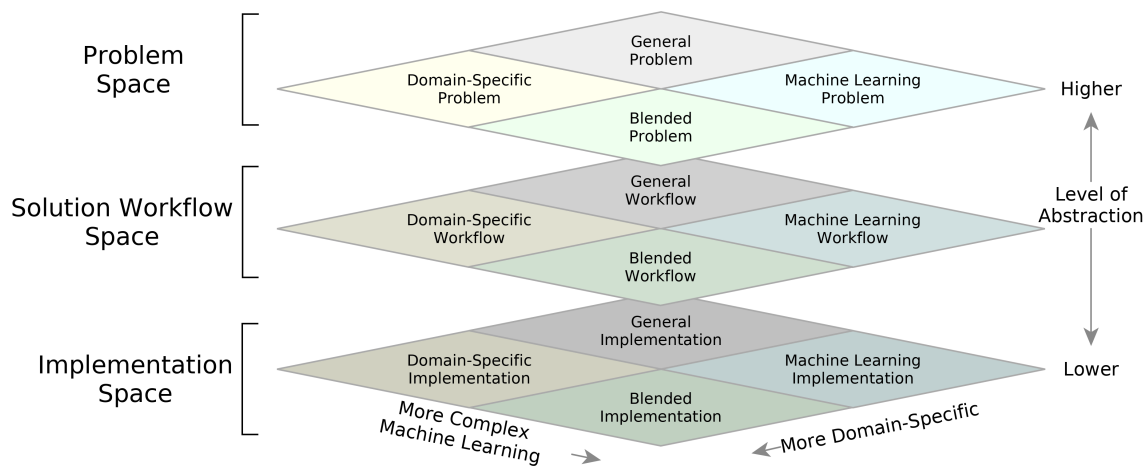 Problem
Space
General
Problem
Domain-Specific
Problem
Machine Learning
Problem
Blended
Problem
Higher
Solution Workflow
Space
General
Workflow
Domain-Specific
Workflow
Machine Learning
Workflow
Blended
Workflow
Level of
Abstraction
Implementation
Space
General
Implementation
Domain-Specific
Implementation
Machine Learning
Implementation
Blended
Implementation
Lower
More Complex
Machine Learning
More Domain-Specific